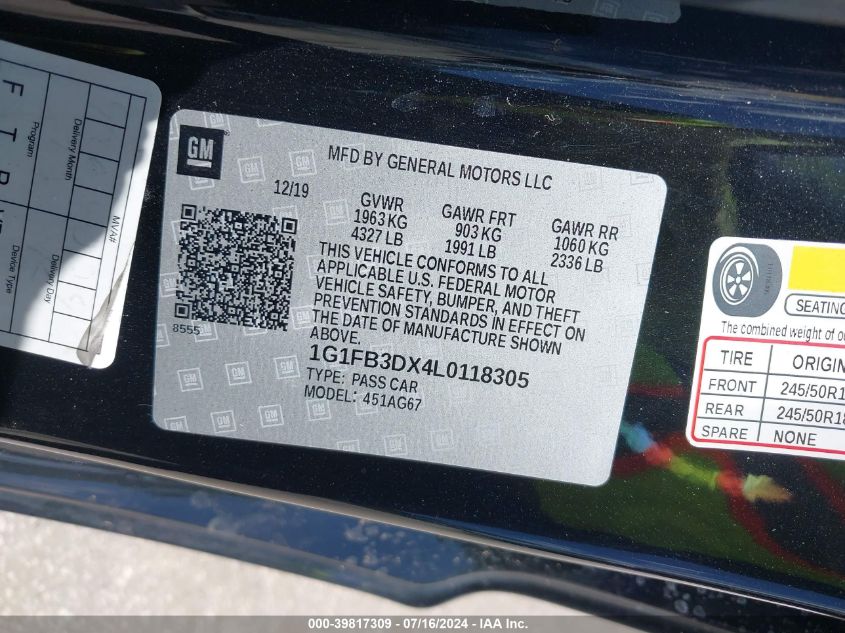 F T R
Program
Delivery Month
Delivery Day
MVA#
Device Type
GM
MFD BY GENERAL MOTORS LLC
12/19
GVWR GAWR FRT GAWR RR
1963 KG 903 KG 1060 KG
4327 LB 1991 LB 2336 LB
THIS VEHICLE CONFORMS TO ALL
APPLICABLE U.S. FEDERAL MOTOR
VEHICLE SAFETY, BUMPER, AND THEFT
PREVENTION STANDARDS IN EFFECT ON
THE DATE OF MANUFACTURE SHOWN
ABOVE.
8555
1G1FB3DX4L0118305
TYPE: PASS CAR
MODEL: 451AG67
SEATING
The combined weight of
TIRE ORIGIN
FRONT 245/50R1
REAR 245/50R18
SPARE NONE
000-39817309 - 07/16/2024 - IAA Inc.